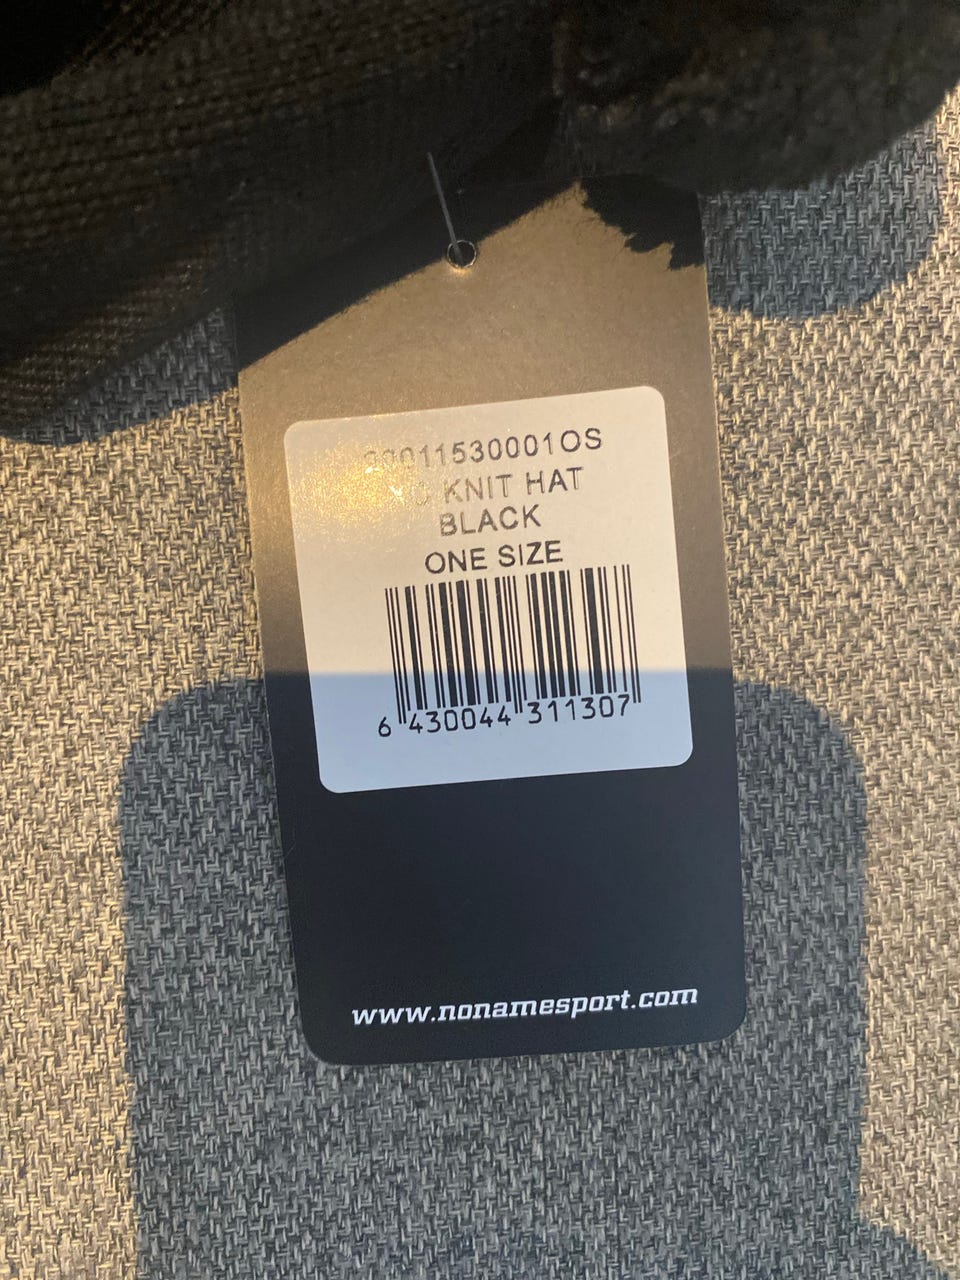 KNIT HAT
BLACK
ONE SIZE
6 430044 311307
www.nonamesport.com